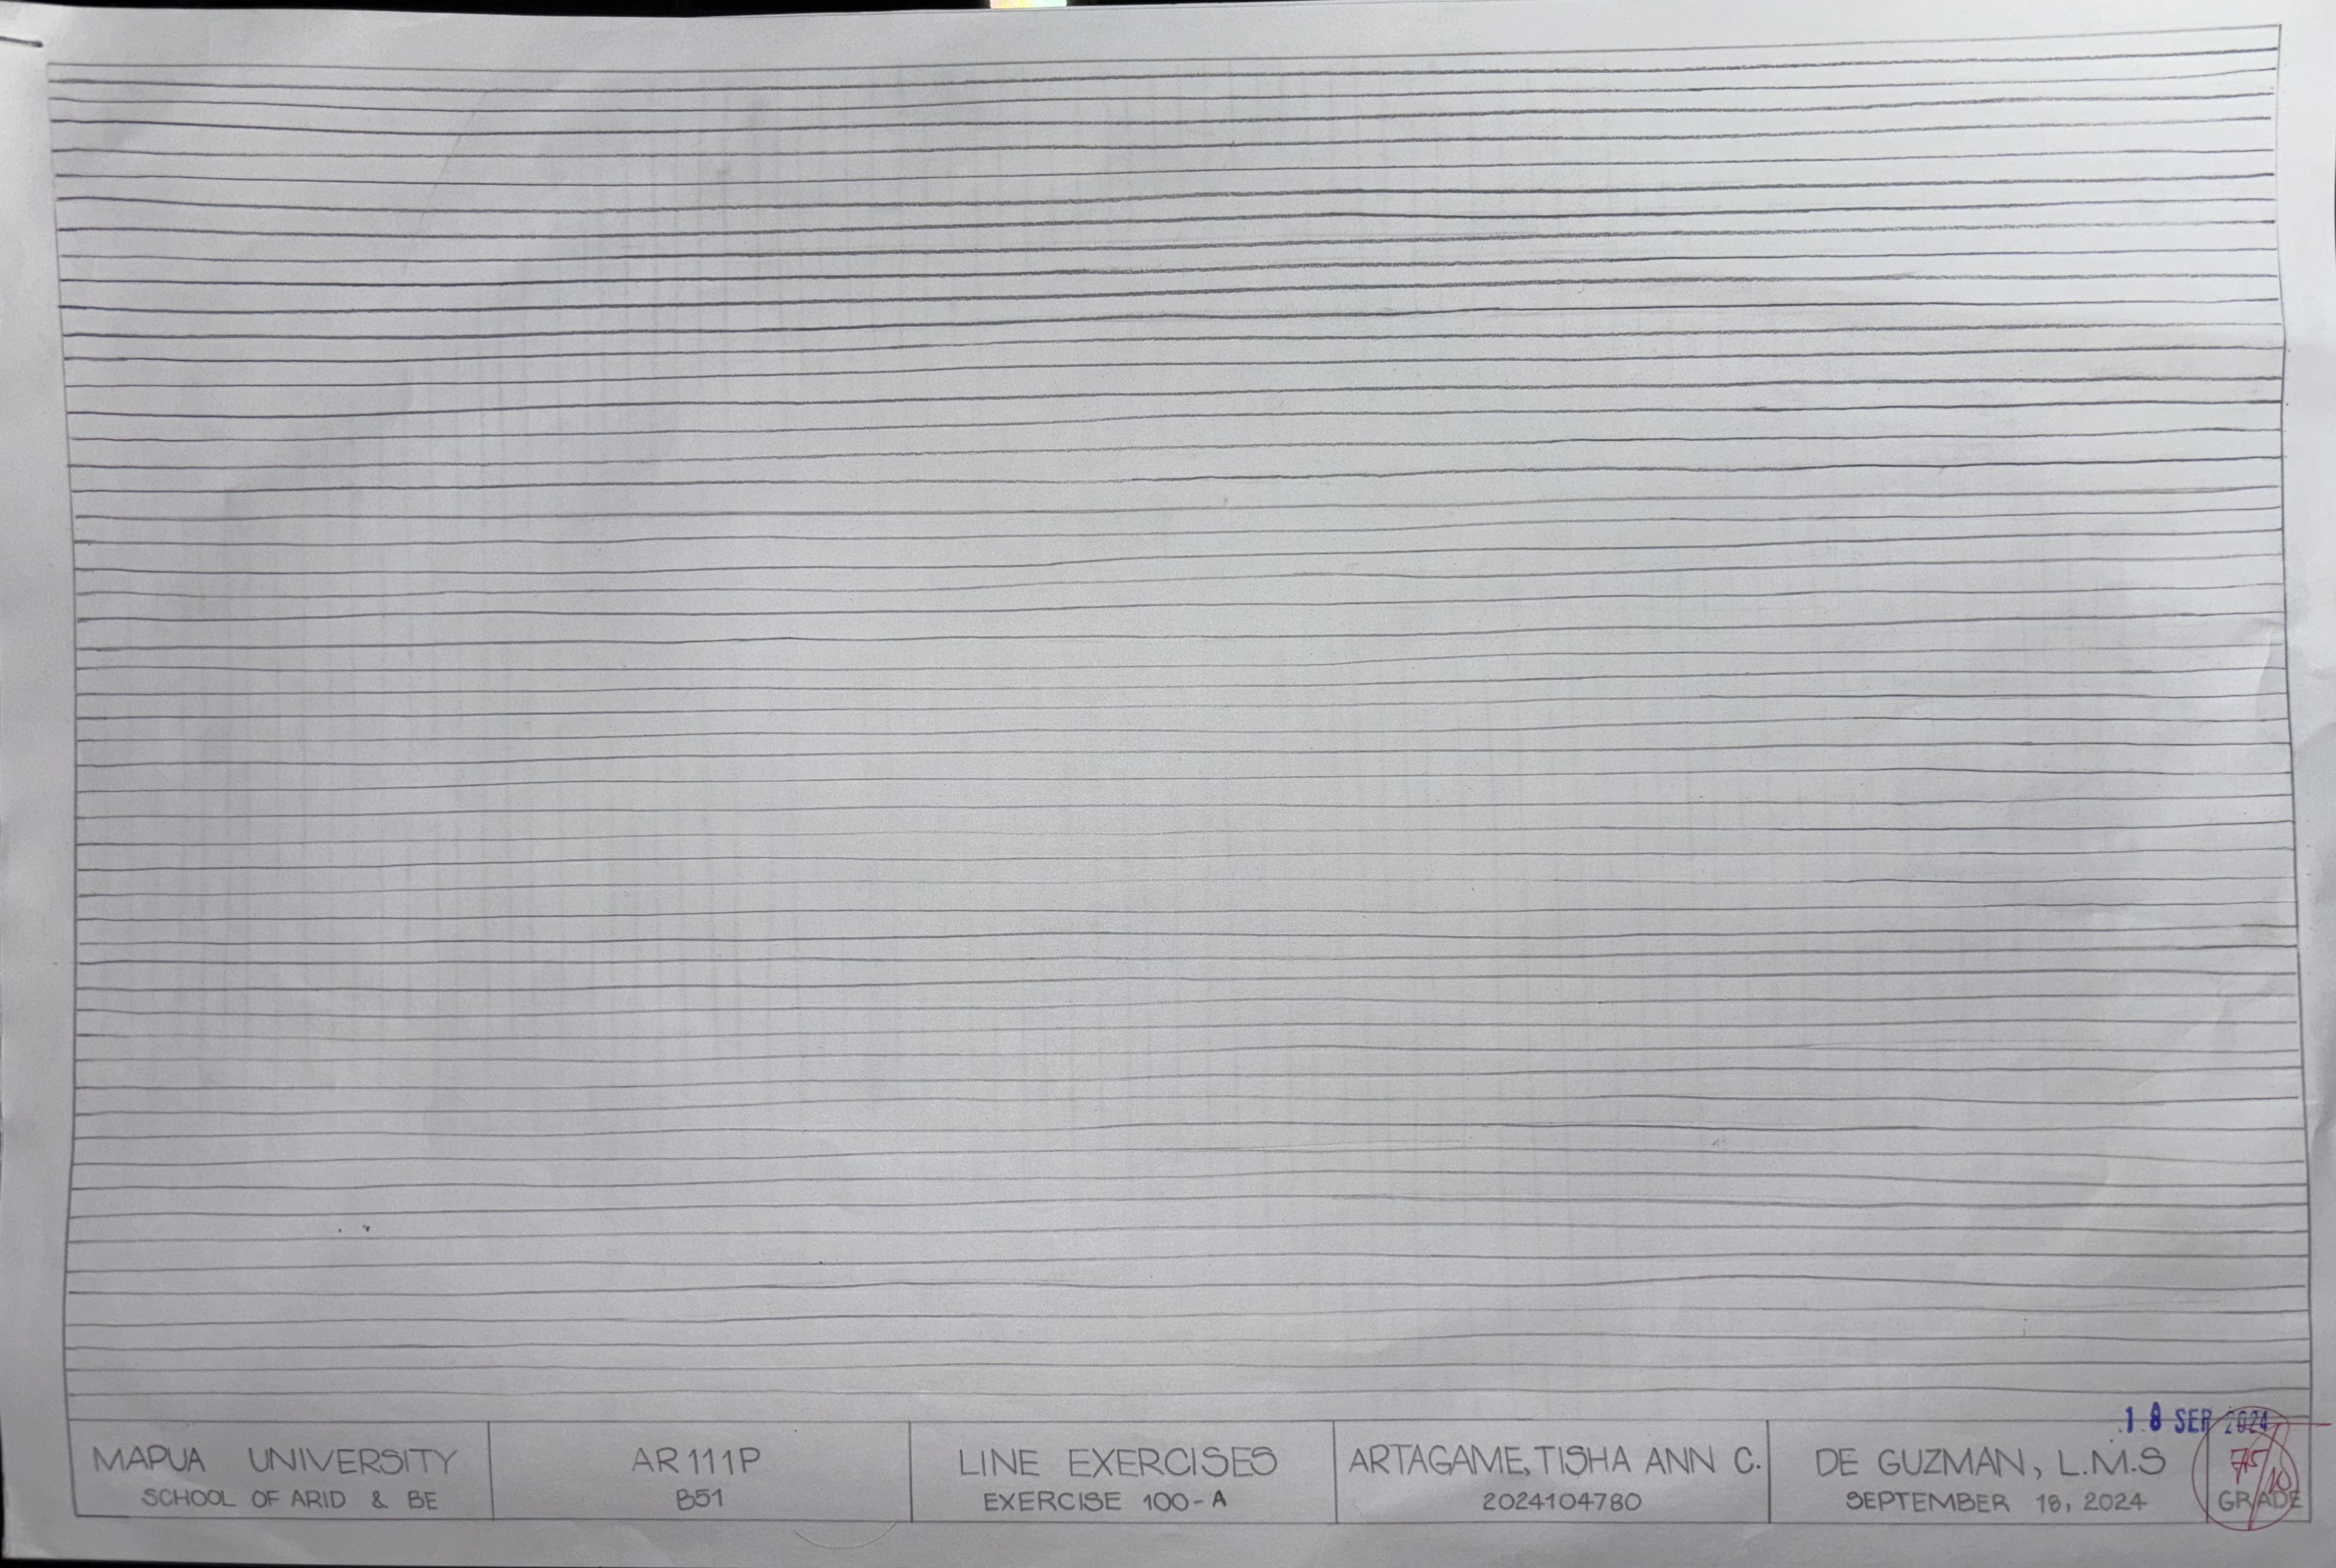 18 SEP 2024
MAPUA UNIVERSITY
SCHOOL OF ARID & BE
AR111P
B51
LINE EXERCISES
EXERCISE 100-A
ARTAGAME, TISHA ANN C.
2024104780
DE GUZMAN, L.M.S
SEPTEMBER 18, 2024
GRADE